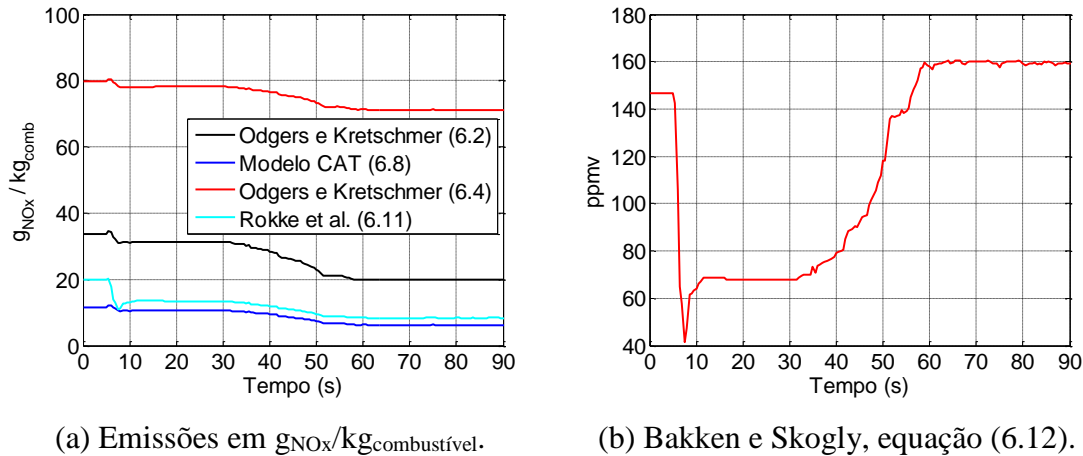 100
80
60
40
20
0
g_NOx / kg_comb
0 10 20 30 40 50 60 70 80 90
Tempo (s)
Odgers e Kretschmer (6.2)
Modelo CAT (6.8)
Odgers e Kretschmer (6.4)
Rokke et al. (6.11)
(a) Emissões em g_NOx/kg_combustível.
180
160
140
120
100
80
60
40
ppmv
0 10 20 30 40 50 60 70 80 90
Tempo (s)
(b) Bakken e Skogly, equação (6.12).